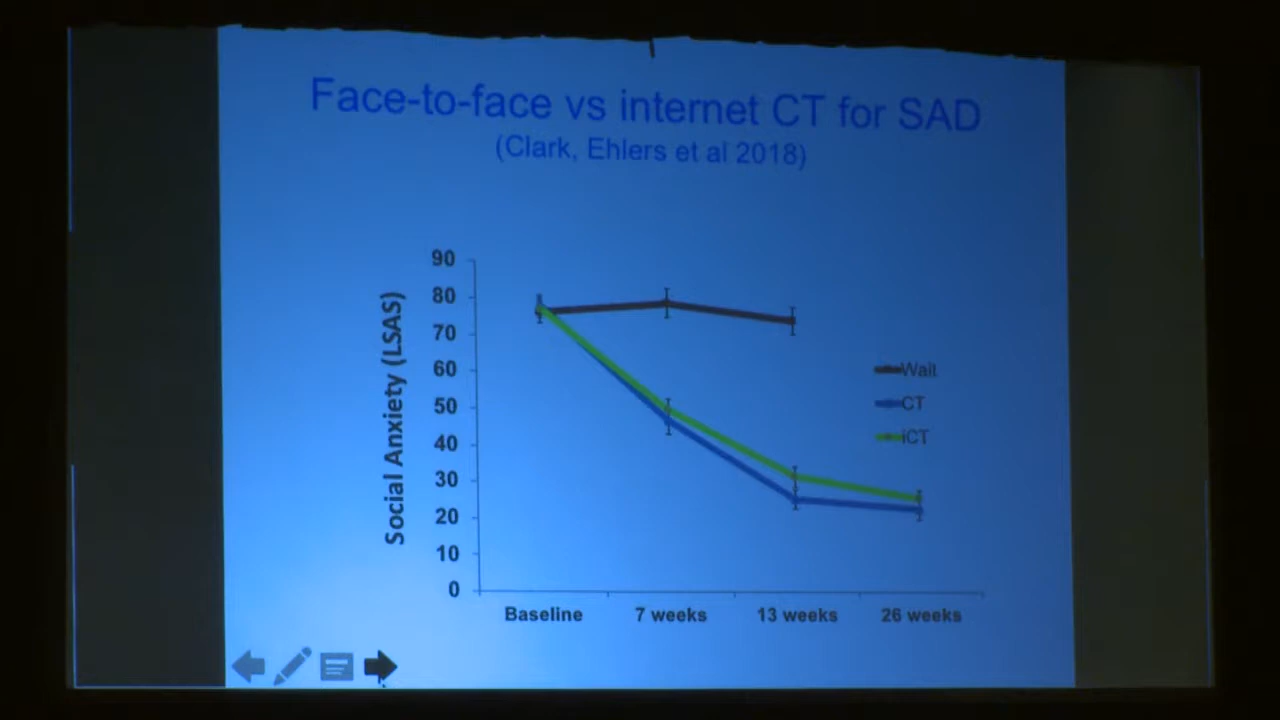 Face-to-face vs internet CT for SAD
(Clark, Ehlers et al 2018)
Social Anxiety (LSAS)
90
80
70
60
50
40
30
20
10
0
Baseline
7 weeks
13 weeks
26 weeks
Wait
CT
iCT